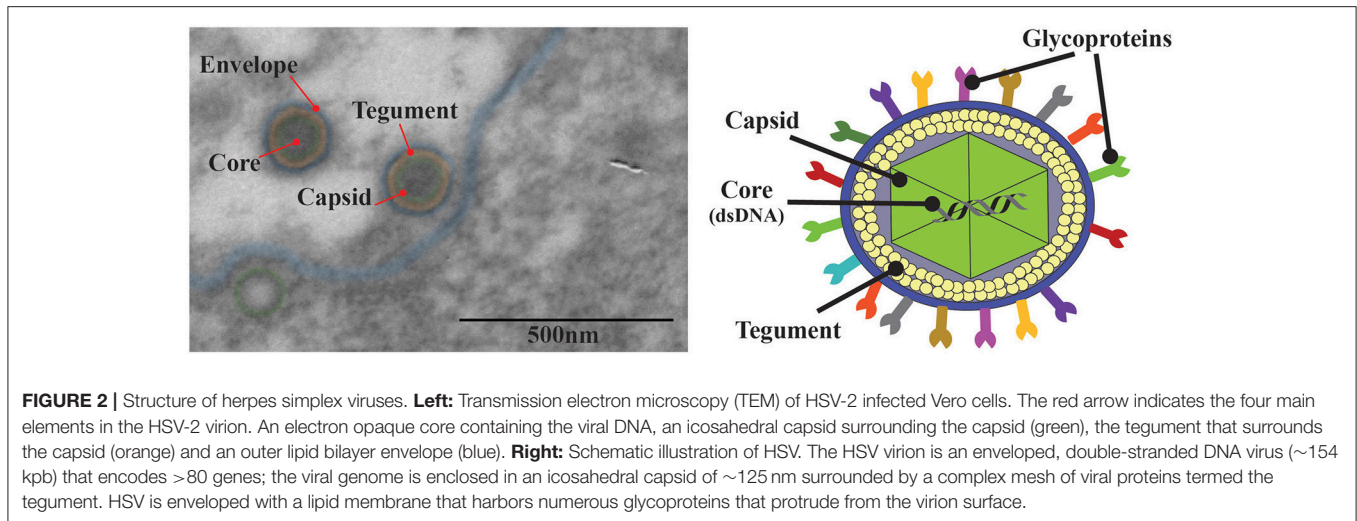 Envelope
Tegument
Core
Capsid
500nm
Glycoproteins
Capsid
Core
(dsDNA)
Tegument
FIGURE 2 | Structure of herpes simplex viruses. Left: Transmission electron microscopy (TEM) of HSV-2 infected Vero cells. The red arrow indicates the four main
elements in the HSV-2 virion. An electron opaque core containing the viral DNA, an icosahedral capsid surrounding the capsid (green), the tegument that surrounds
the capsid (orange) and an outer lipid bilayer envelope (blue). Right: Schematic illustration of HSV. The HSV virion is an enveloped, double-stranded DNA virus (∼154
kpb) that encodes >80 genes; the viral genome is enclosed in an icosahedral capsid of ∼125 nm surrounded by a complex mesh of viral proteins termed the
tegument. HSV is enveloped with a lipid membrane that harbors numerous glycoproteins that protrude from the virion surface.